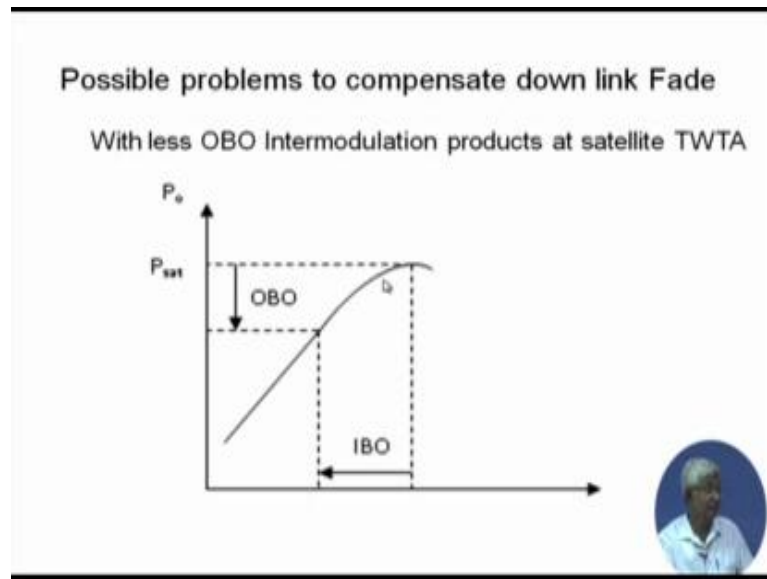 Possible problems to compensate down link Fade
With less OBO Intermodulation products at satellite TWTA
Po
Psat
OBO
IBO